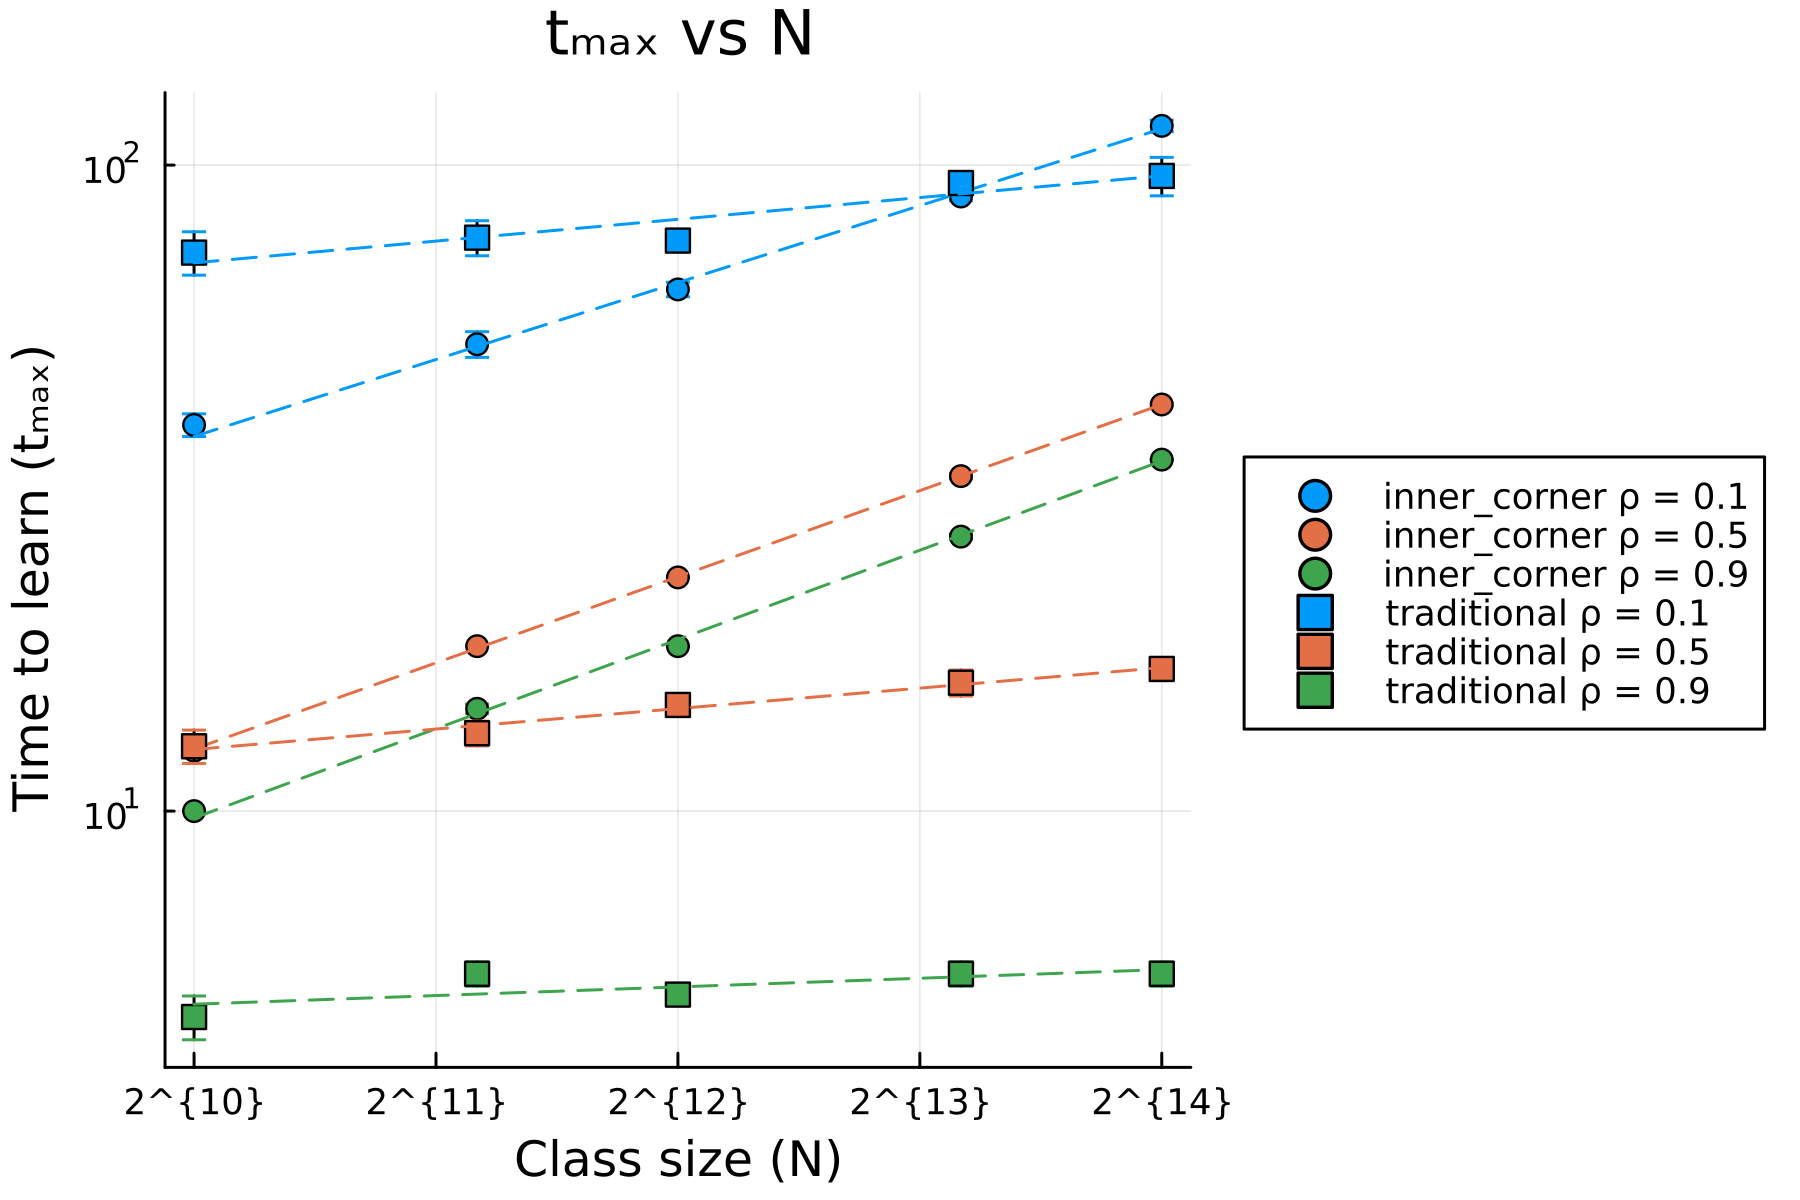 tₘₐₓ vs N
10²
10¹
Time to learn (tₘₐₓ)
2^{10} 2^{11} 2^{12} 2^{13} 2^{14}
Class size (N)
inner_corner ρ = 0.1
inner_corner ρ = 0.5
inner_corner ρ = 0.9
traditional ρ = 0.1
traditional ρ = 0.5
traditional ρ = 0.9